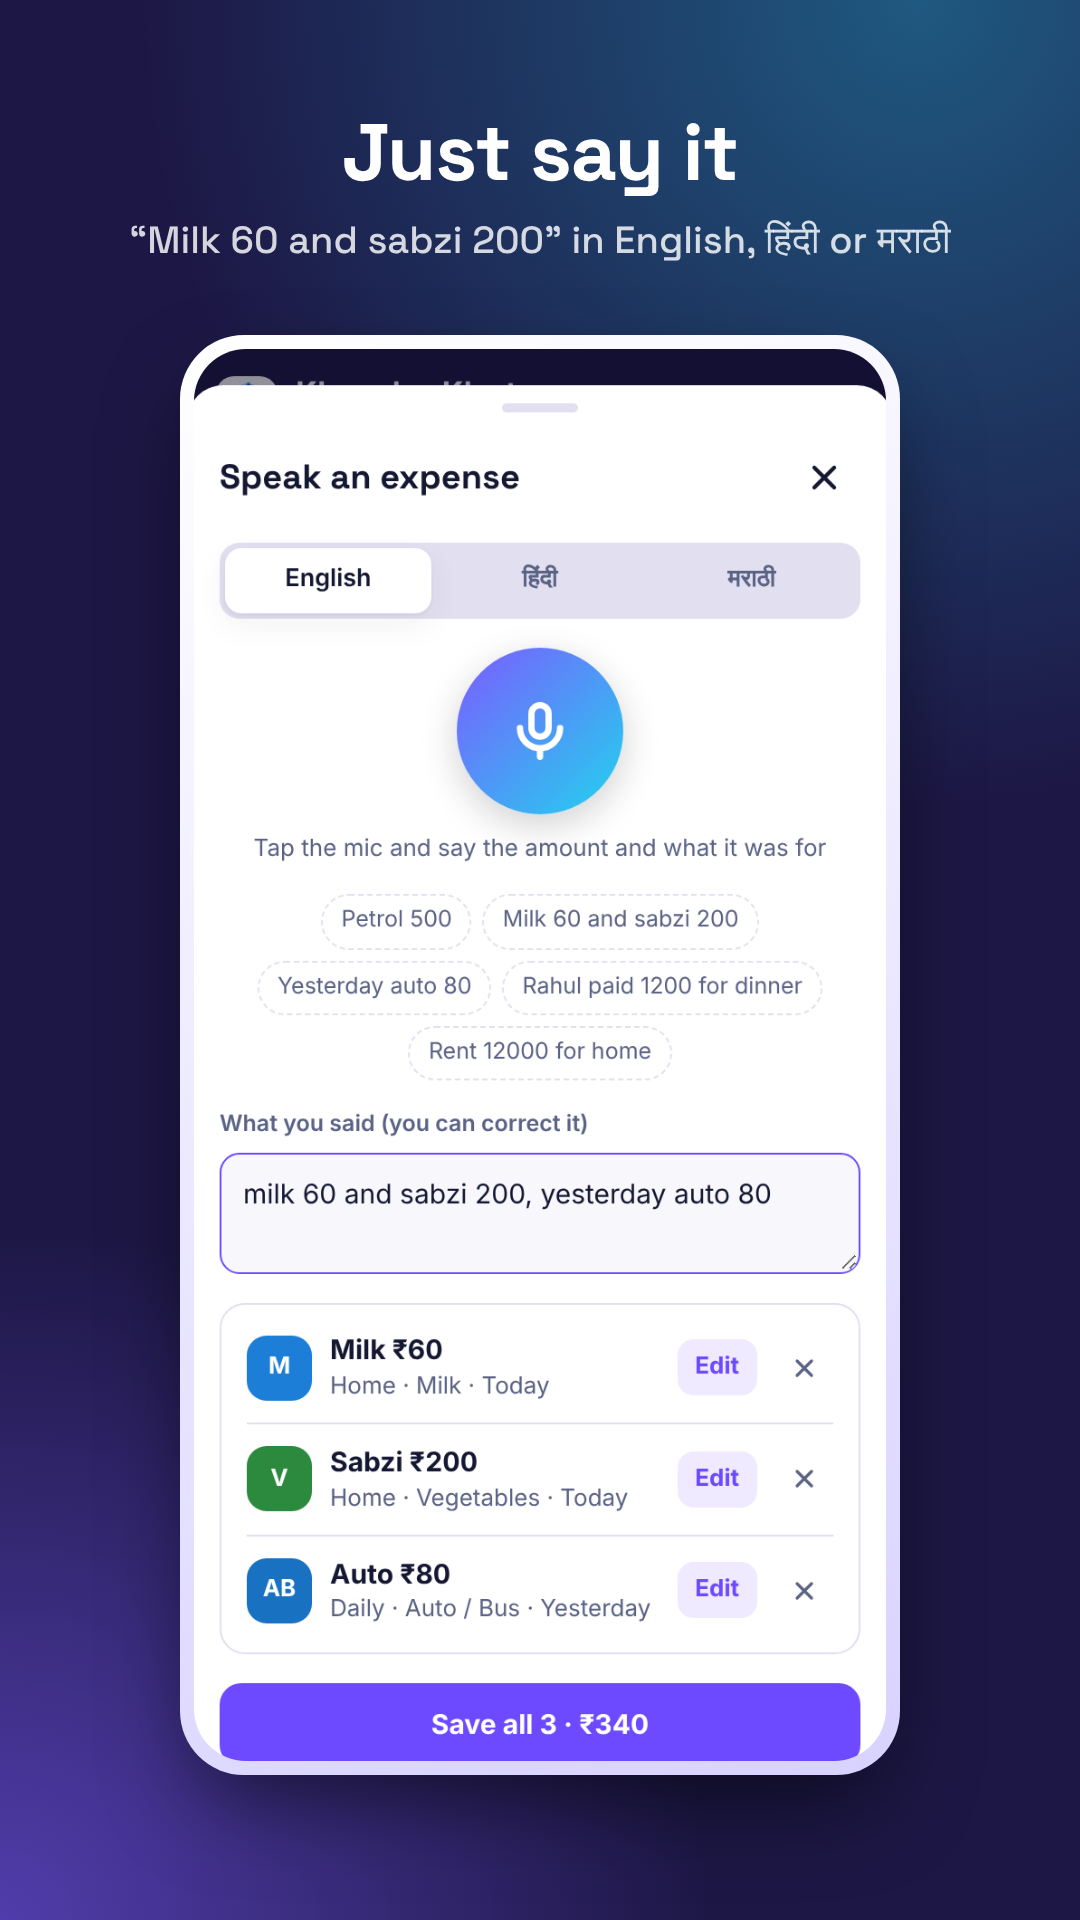 Just say it
“Milk 60 and sabzi 200” in English, हिंदी or मराठी
Speak an expense
English
हिंदी
मराठी
Tap the mic and say the amount and what it was for
Petrol 500
Milk 60 and sabzi 200
Yesterday auto 80
Rahul paid 1200 for dinner
Rent 12000 for home
What you said (you can correct it)
milk 60 and sabzi 200, yesterday auto 80
M
Milk ₹60
Home · Milk · Today
Edit
V
Sabzi ₹200
Home · Vegetables · Today
Edit
AB
Auto ₹80
Daily · Auto / Bus · Yesterday
Edit
Save all 3 · ₹340